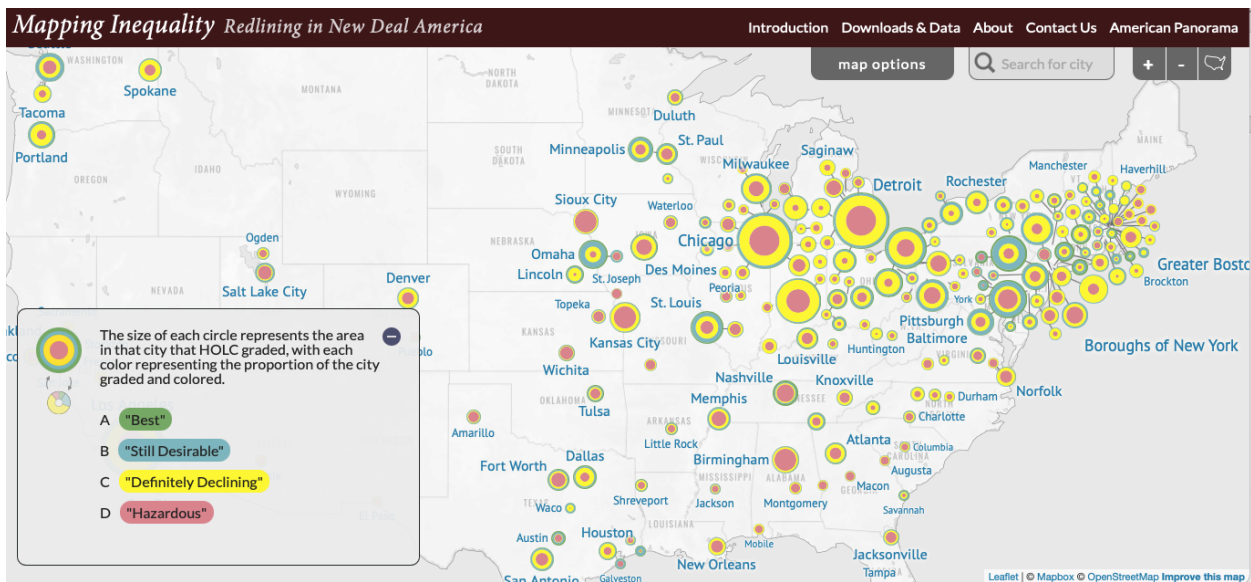 Mapping Inequality Redlining in New Deal America
Introduction Downloads & Data About Contact Us American Panorama
map options
Search for city
+ -
WASHINGTON
Spokane
Tacoma
Portland
OREGON
IDAHO
MONTANA
WYOMING
NEVADA
NORTH DAKOTA
SOUTH DAKOTA
MINNESOTA
Duluth
Minneapolis
St. Paul
Milwaukee
Saginaw
Detroit
Rochester
Manchester
Haverhill
MAINE
Sioux City
Waterloo
NEBRASKA
Omaha
Lincoln
St. Joseph
Des Moines
Chicago
Peoria
Ogden
Salt Lake City
Denver
Topeka
KANSAS
Kansas City
St. Louis
Wichita
Louisville
Huntington
York
Pittsburgh
Baltimore
Greater Bosto
Brockton
Boroughs of New York
Norfolk
OKLAHOMA
Tulsa
Nashville
Knoxville
Memphis
Durham
Charlotte
NORTH
Amarillo
ARKANSAS
Little Rock
Birmingham
Atlanta
Columbia
Augusta
Macon
Savannah
MISSISSIPPI
ALABAMA
Jackson
Montgomery
Fort Worth
Dallas
Waco
Shreveport
LOUISIANA
Austin
Houston
San Antonio
Galveston
New Orleans
Mobile
Jacksonville
Tampa
The size of each circle represents the area
in that city that HOLC graded, with each
color representing the proportion of the city
graded and colored.
A "Best"
B "Still Desirable"
C "Definitely Declining"
D "Hazardous"
Leaflet | © Mapbox © OpenStreetMap Improve this map